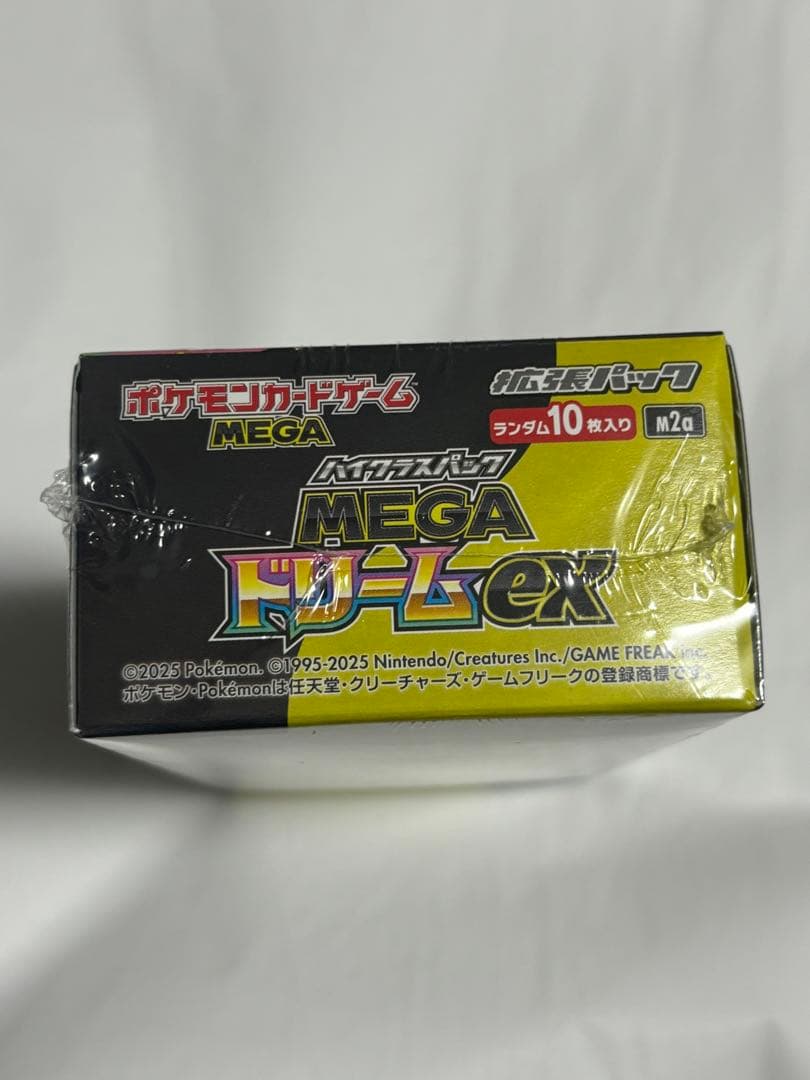 ポケモンカードゲーム
MEGA
拡張パック
ランダム10枚入り M2a
ハイクラスパック
MEGA
ドリームex
©2025 Pokémon. ©1995-2025 Nintendo/Creatures Inc./GAME FREAK inc.
ポケモン・Pokémonは任天堂・クリーチャーズ・ゲームフリークの登録商標です。